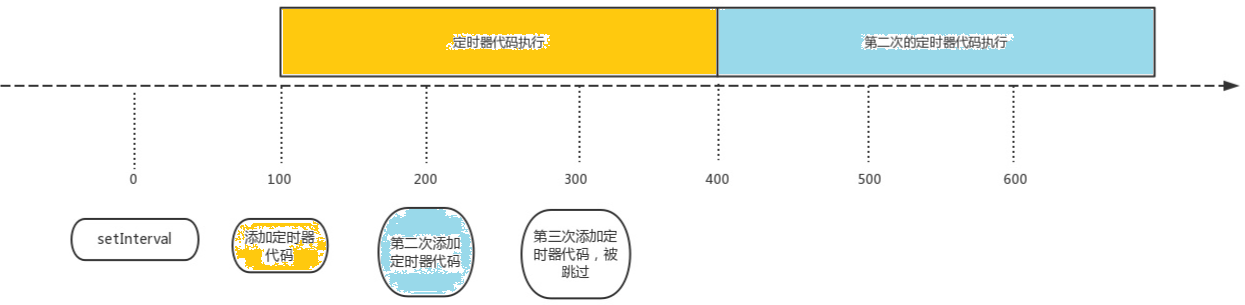 定时器代码执行
第二次的定时器代码执行
0
100
200
300
400
500
600
setInterval
添加定时器
代码
第二次添加
定时器代码
第三次添加定
时器代码，被
跳过